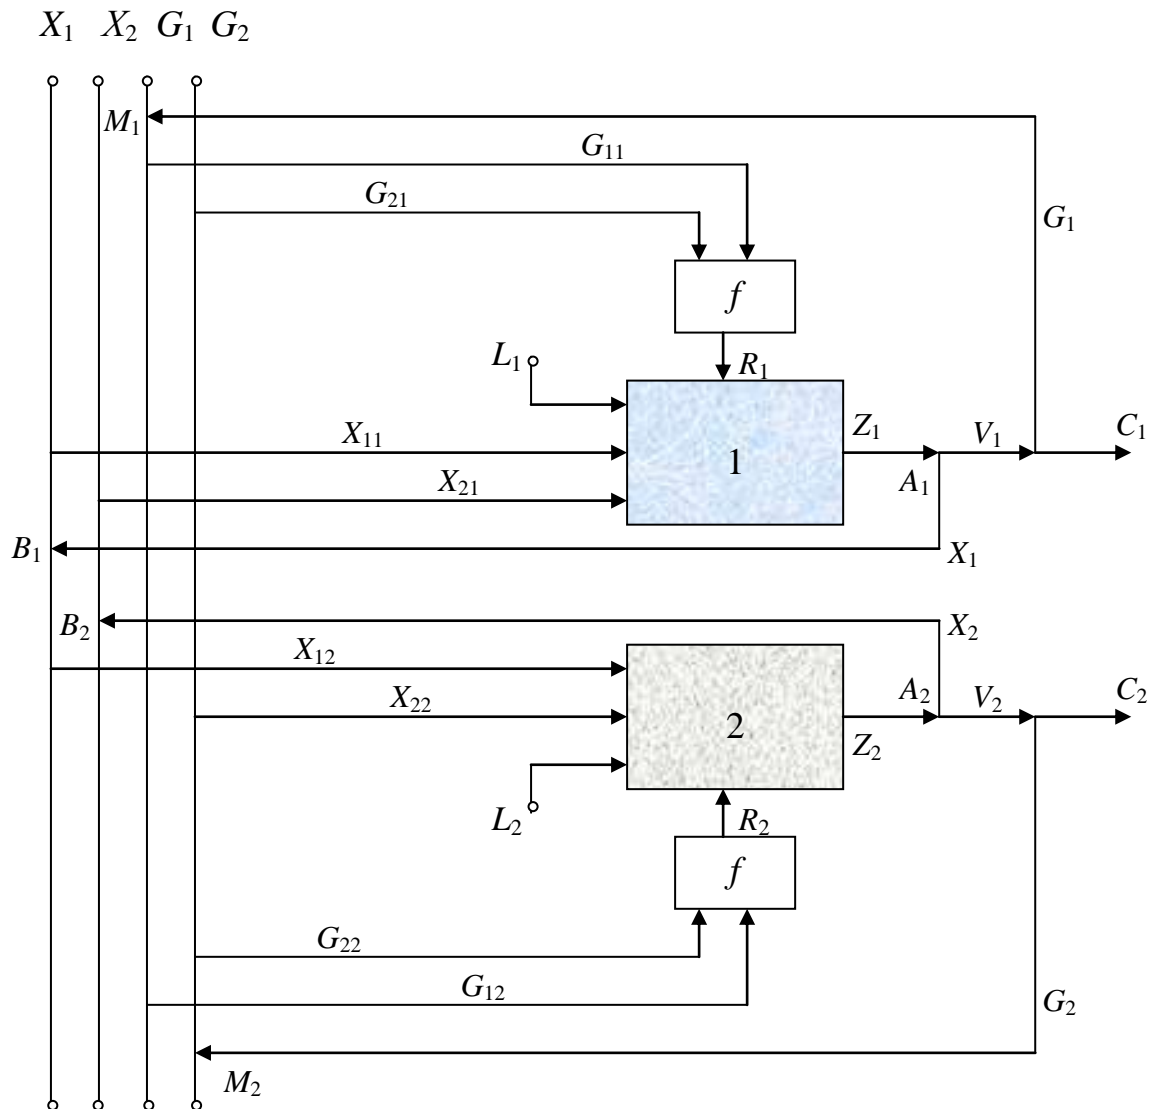 X₁ X₂ G₁ G₂
M₁
G₁₁
G₂₁
G₁
f
L₁
R₁
X₁₁
Z₁
V₁
C₁
1
X₂₁
A₁
B₁
X₁
B₂
X₂
X₁₂
X₂₂
A₂
V₂
C₂
2
Z₂
L₂
R₂
f
G₂₂
G₁₂
G₂
M₂